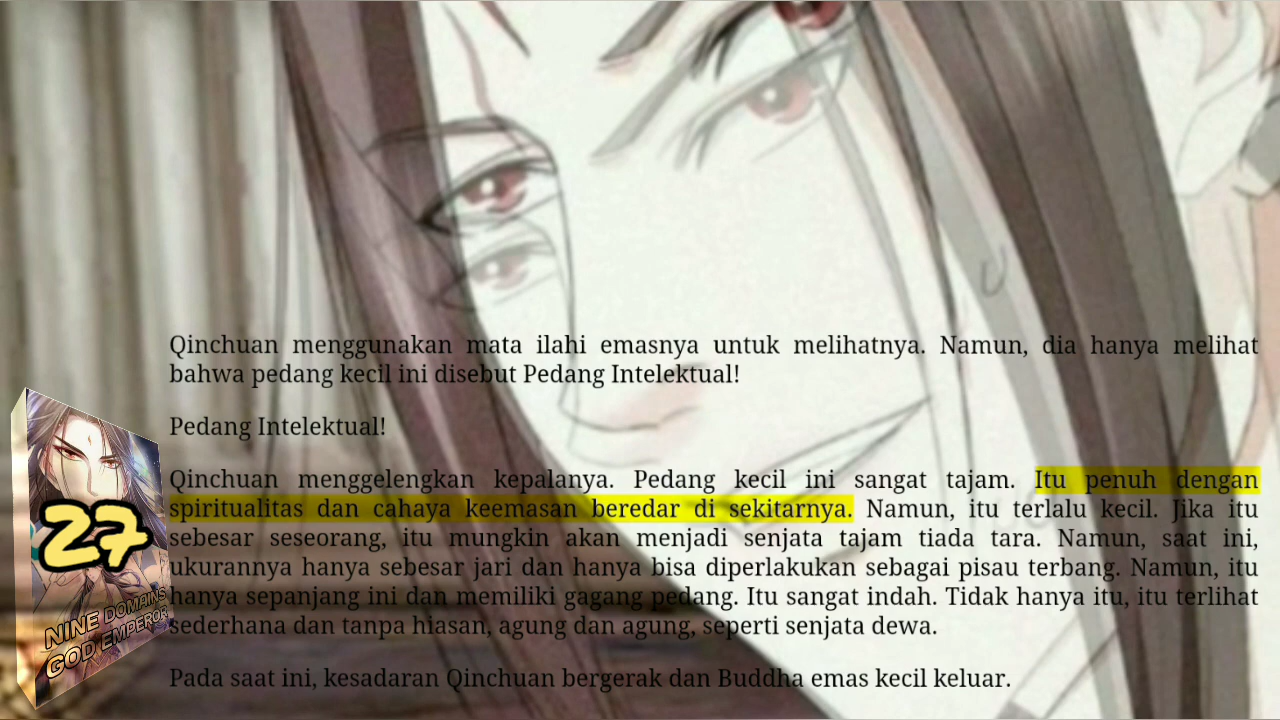 Qinchuan menggunakan mata ilahi emasnya untuk melihatnya. Namun, dia hanya melihat
bahwa pedang kecil ini disebut Pedang Intelektual!
Pedang Intelektual!
Qinchuan menggelengkan kepalanya. Pedang kecil ini sangat tajam. Itu penuh dengan
spiritualitas dan cahaya keemasan beredar di sekitarnya. Namun, itu terlalu kecil. Jika itu
sebesar seseorang, itu mungkin akan menjadi senjata tajam tiada tara. Namun, saat ini,
ukurannya hanya sebesar jari dan hanya bisa diperlakukan sebagai pisau terbang. Namun, itu
hanya sepanjang ini dan memiliki gagang pedang. Itu sangat indah. Tidak hanya itu, itu terlihat
sederhana dan tanpa hiasan, agung dan agung, seperti senjata dewa.
Pada saat ini, kesadaran Qinchuan bergerak dan Buddha emas kecil keluar.
27
NINE DOMAINS
GOD EMPEROR